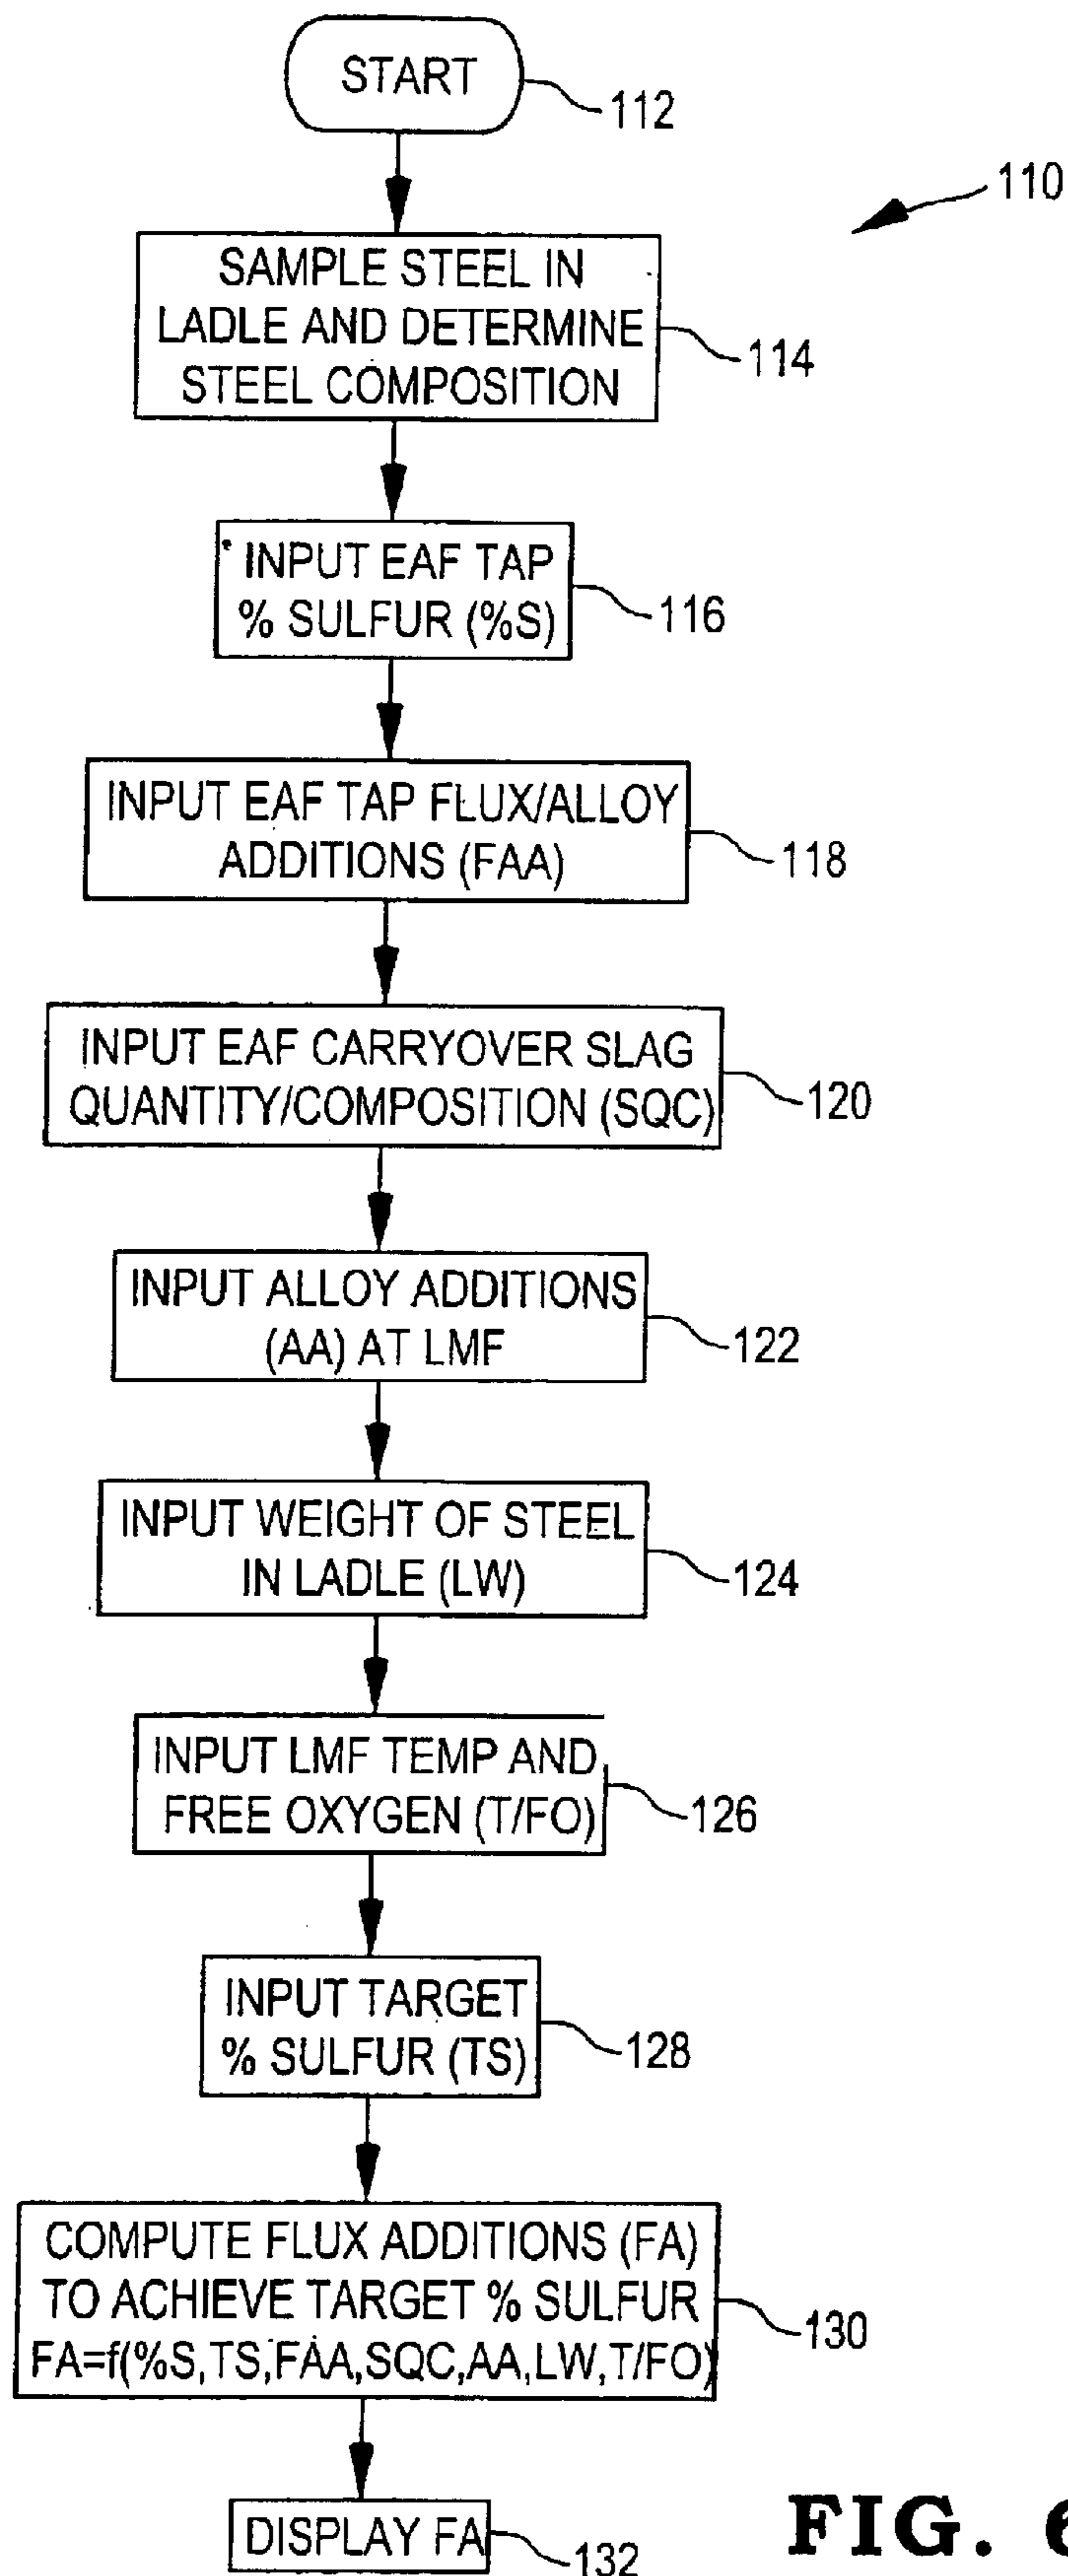 START
112
110
SAMPLE STEEL IN
LADLE AND DETERMINE
STEEL COMPOSITION
114
INPUT EAF TAP
% SULFUR (%S)
116
INPUT EAF TAP FLUX/ALLOY
ADDITIONS (FAA)
118
INPUT EAF CARRYOVER SLAG
QUANTITY/COMPOSITION (SQC)
120
INPUT ALLOY ADDITIONS
(AA) AT LMF
122
INPUT WEIGHT OF STEEL
IN LADLE (LW)
124
INPUT LMF TEMP AND
FREE OXYGEN (T/FO)
126
INPUT TARGET
% SULFUR (TS)
128
COMPUTE FLUX ADDITIONS (FA)
TO ACHIEVE TARGET % SULFUR
FA=f(%S,TS,FAA,SQC,AA,LW,T/FO)
130
DISPLAY FA
132
FIG. 6